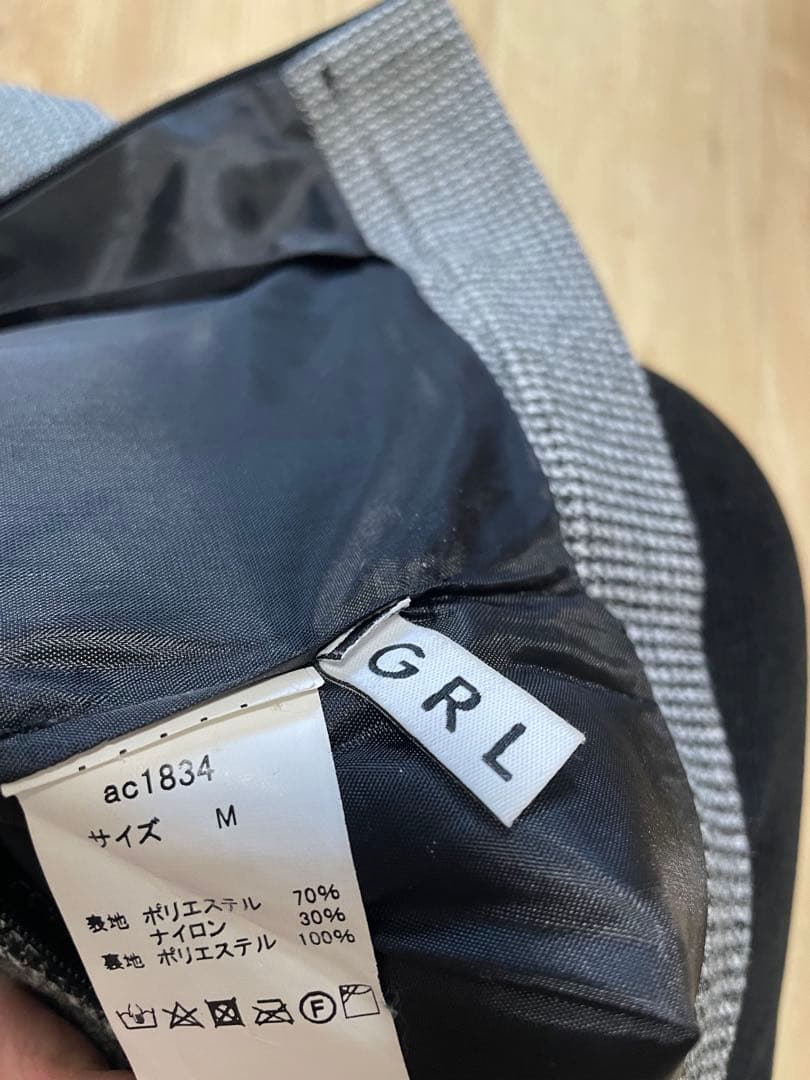 GRL
ac1834
サイズ M
表地 ポリエステル 70%
ナイロン 30%
裏地 ポリエステル 100%
F